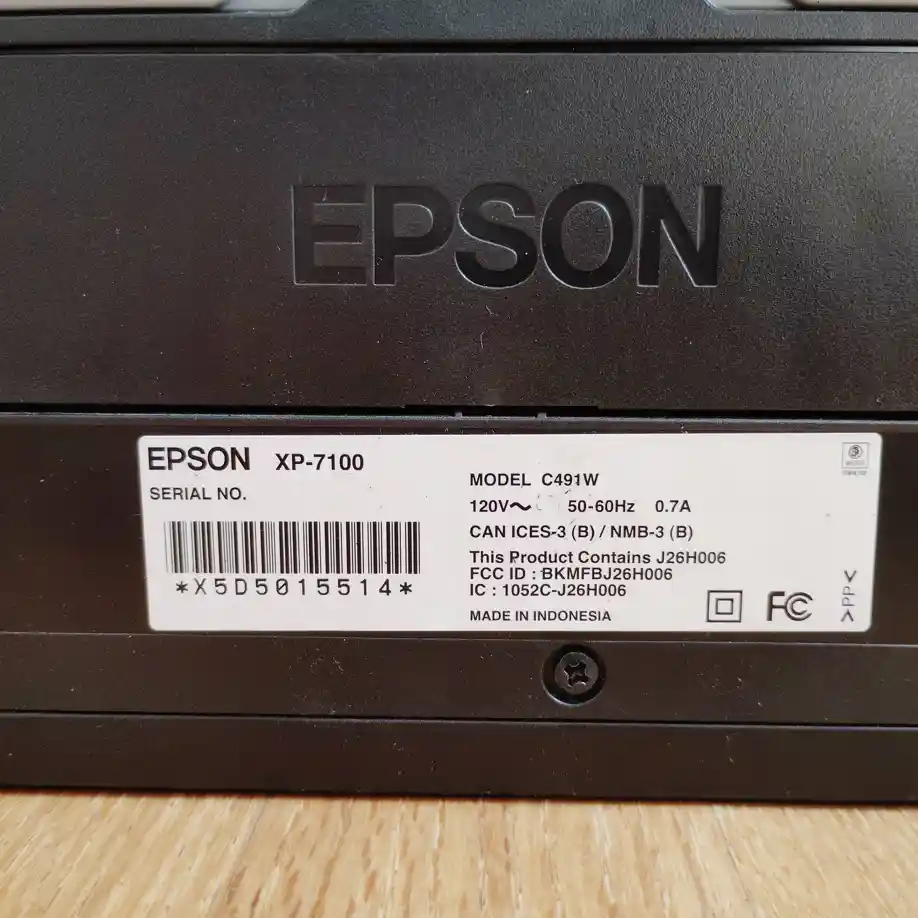 EPSON
EPSON XP-7100
SERIAL NO.
*X5D5015514*
MODEL C491W
120V~ 50-60Hz 0.7A
CAN ICES-3 (B) / NMB-3 (B)
This Product Contains J26H006
FCC ID : BKMFBJ26H006
IC : 1052C-J26H006
MADE IN INDONESIA
FC
>PP<